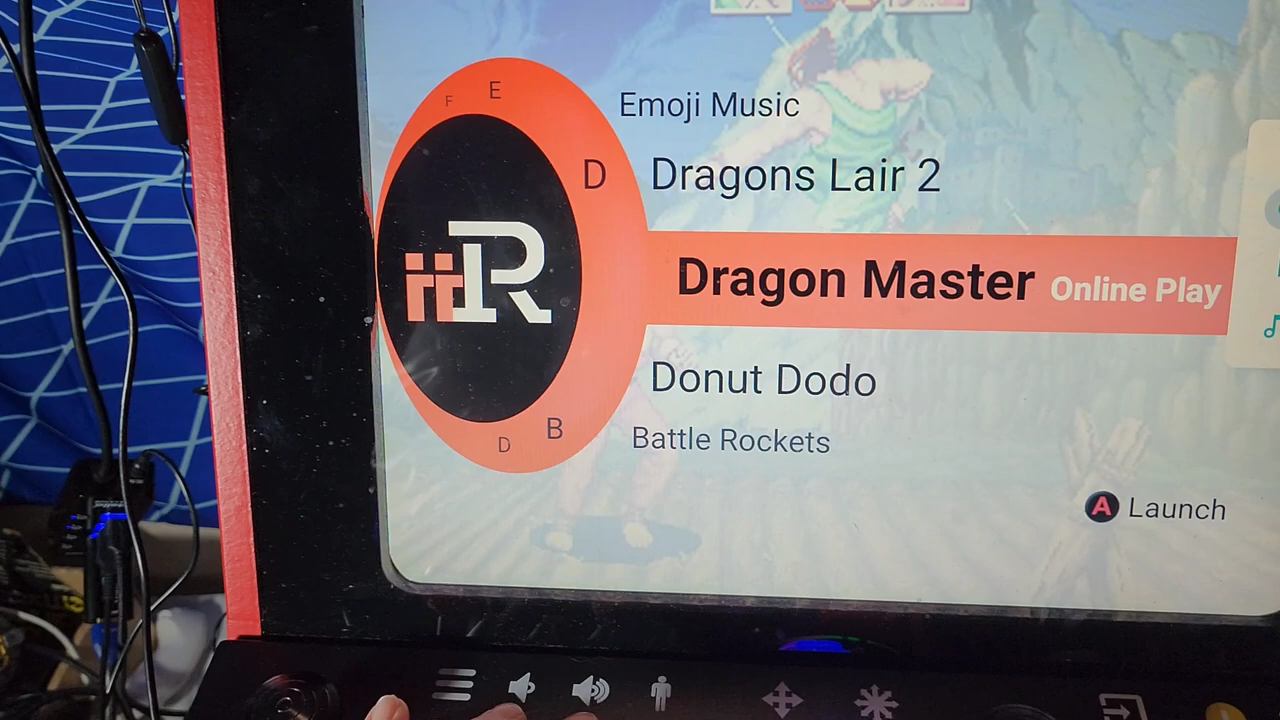 F
E
Emoji Music
D
Dragons Lair 2
iiR
Dragon Master Online Play
Donut Dodo
B
D
Battle Rockets
A Launch